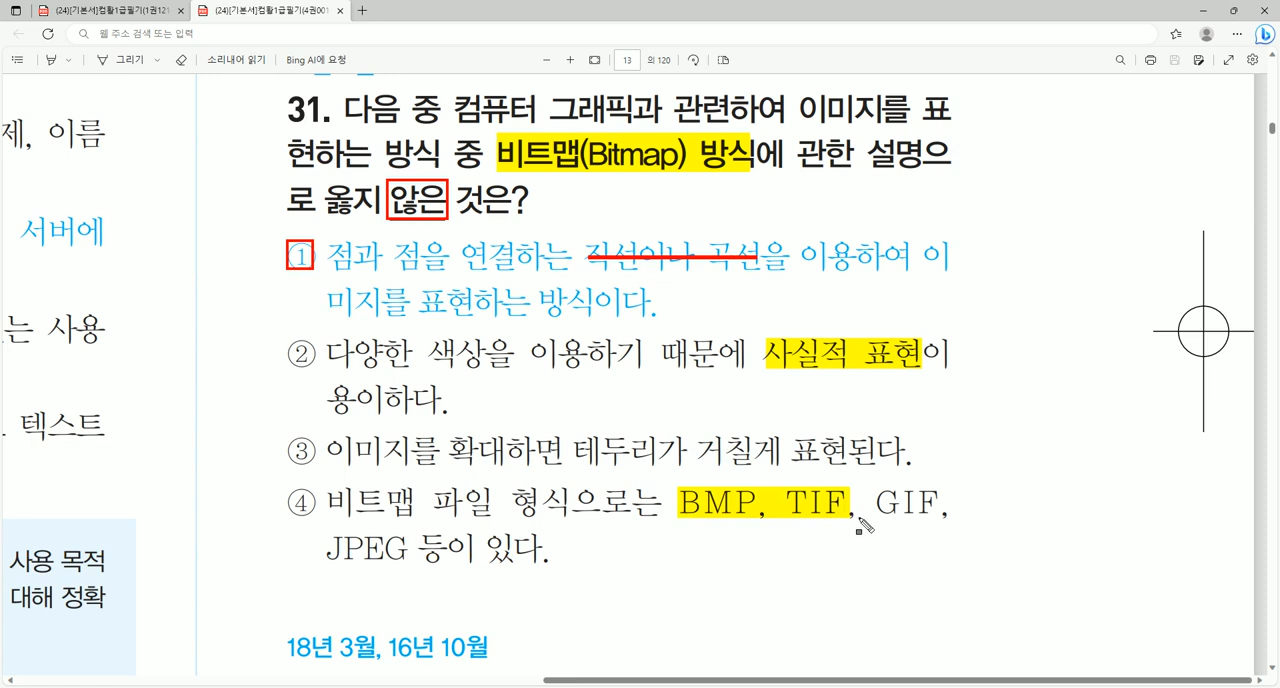 (24)[기본서]컴활1급필기(1권121
(24)[기본서]컴활1급필기(4권001
웹 주소 검색 또는 입력
그리기
소리내어 읽기
Bing AI에 요청
13 의 120
제, 이름
서버에
는 사용
텍스트
사용 목적
대해 정확
31. 다음 중 컴퓨터 그래픽과 관련하여 이미지를 표
현하는 방식 중 비트맵(Bitmap) 방식에 관한 설명으
로 옳지 않은 것은?
① 점과 점을 연결하는 직선이나 곡선을 이용하여 이
미지를 표현하는 방식이다.
② 다양한 색상을 이용하기 때문에 사실적 표현이
용이하다.
③ 이미지를 확대하면 테두리가 거칠게 표현된다.
④ 비트맵 파일 형식으로는 BMP, TIF, GIF,
JPEG 등이 있다.
18년 3월, 16년 10월